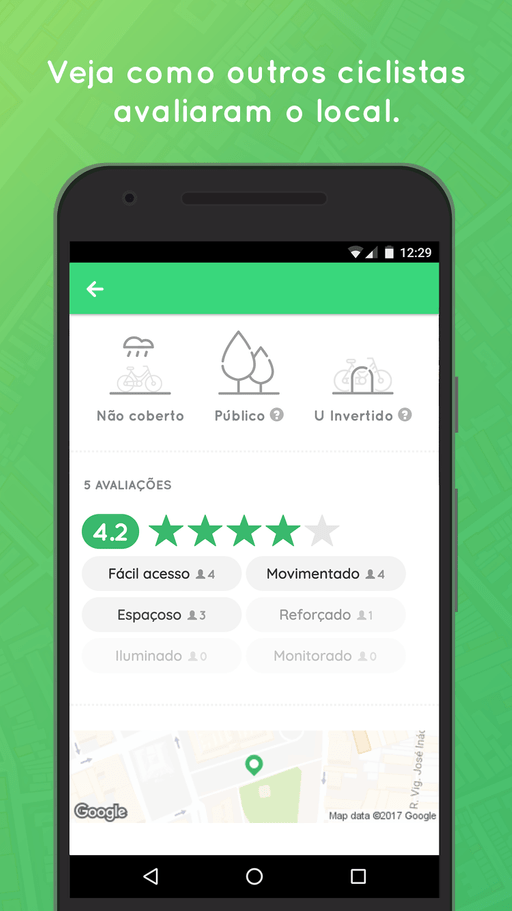 Veja como outros ciclistas
avaliaram o local.
12:29
Não coberto
Público ?
U Invertido ?
5 AVALIAÇÕES
4.2
Fácil acesso 4
Movimentado 4
Espaçoso 3
Reforçado 1
Iluminado 0
Monitorado 0
R. Vig. José Inác
Google
Map data ©2017 Google